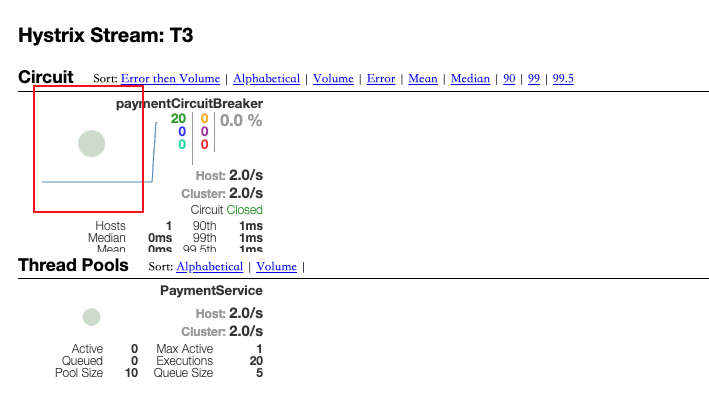 Hystrix Stream: T3
Circuit Sort: Error then Volume | Alphabetical | Volume | Error | Mean | Median | 90 | 99 | 99.5
paymentCircuitBreaker
20 0 0.0 %
0 0
0 0
Host: 2.0/s
Cluster: 2.0/s
Circuit Closed
Hosts 1 90th 1ms
Median 0ms 99th 1ms
Mean 0ms 99.5th 1ms
Thread Pools Sort: Alphabetical | Volume |
PaymentService
Host: 2.0/s
Cluster: 2.0/s
Active 0 Max Active 1
Queued 0 Executions 20
Pool Size 10 Queue Size 5